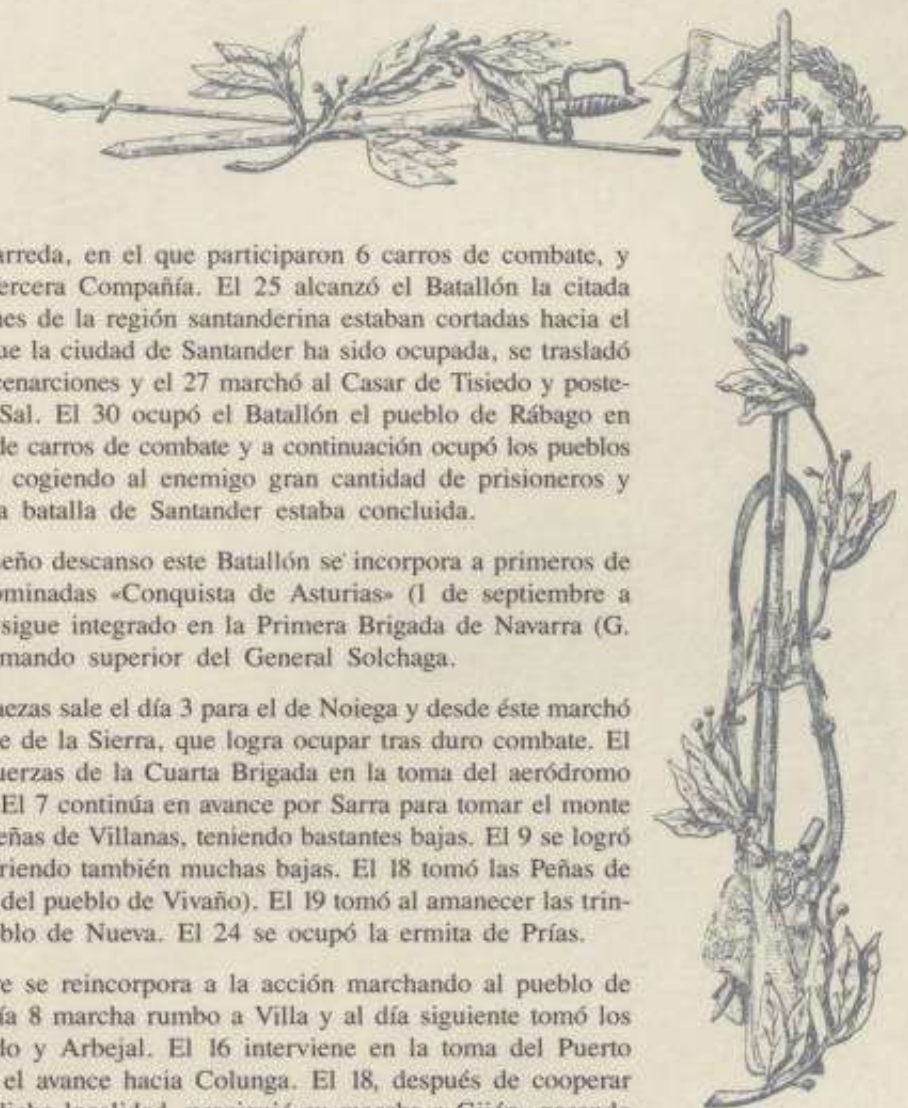 arreda, en el que participaron 6 carros de combate, y
ercera Compañía. El 25 alcanzó el Batallón la citada
nes de la región santanderina estaban cortadas hacia el
ue la ciudad de Santander ha sido ocupada, se trasladó
cenarciones y el 27 marchó al Casar de Tisiedo y poste-
Sal. El 30 ocupó el Batallón el pueblo de Rábago en
de carros de combate y a continuación ocupó los pueblos
cogiendo al enemigo gran cantidad de prisioneros y
a batalla de Santander estaba concluida.
eño descanso este Batallón se incorpora a primeros de
ominadas «Conquista de Asturias» (1 de septiembre a
sigue integrado en la Primera Brigada de Navarra (G.
mando superior del General Solchaga.
aezas sale el día 3 para el de Noiega y desde éste marchó
e de la Sierra, que logra ocupar tras duro combate. El
uerzas de la Cuarta Brigada en la toma del aeródromo
El 7 continúa en avance por Sarra para tomar el monte
eñas de Villanas, teniendo bastantes bajas. El 9 se logró
riendo también muchas bajas. El 18 tomó las Peñas de
del pueblo de Vivaño). El 19 tomó al amanecer las trin-
blo de Nueva. El 24 se ocupó la ermita de Prías.
e se reincorpora a la acción marchando al pueblo de
ía 8 marcha rumbo a Villa y al día siguiente tomó los
do y Arbejal. El 16 interviene en la toma del Puerto
el avance hacia Colunga. El 18, después de cooperar